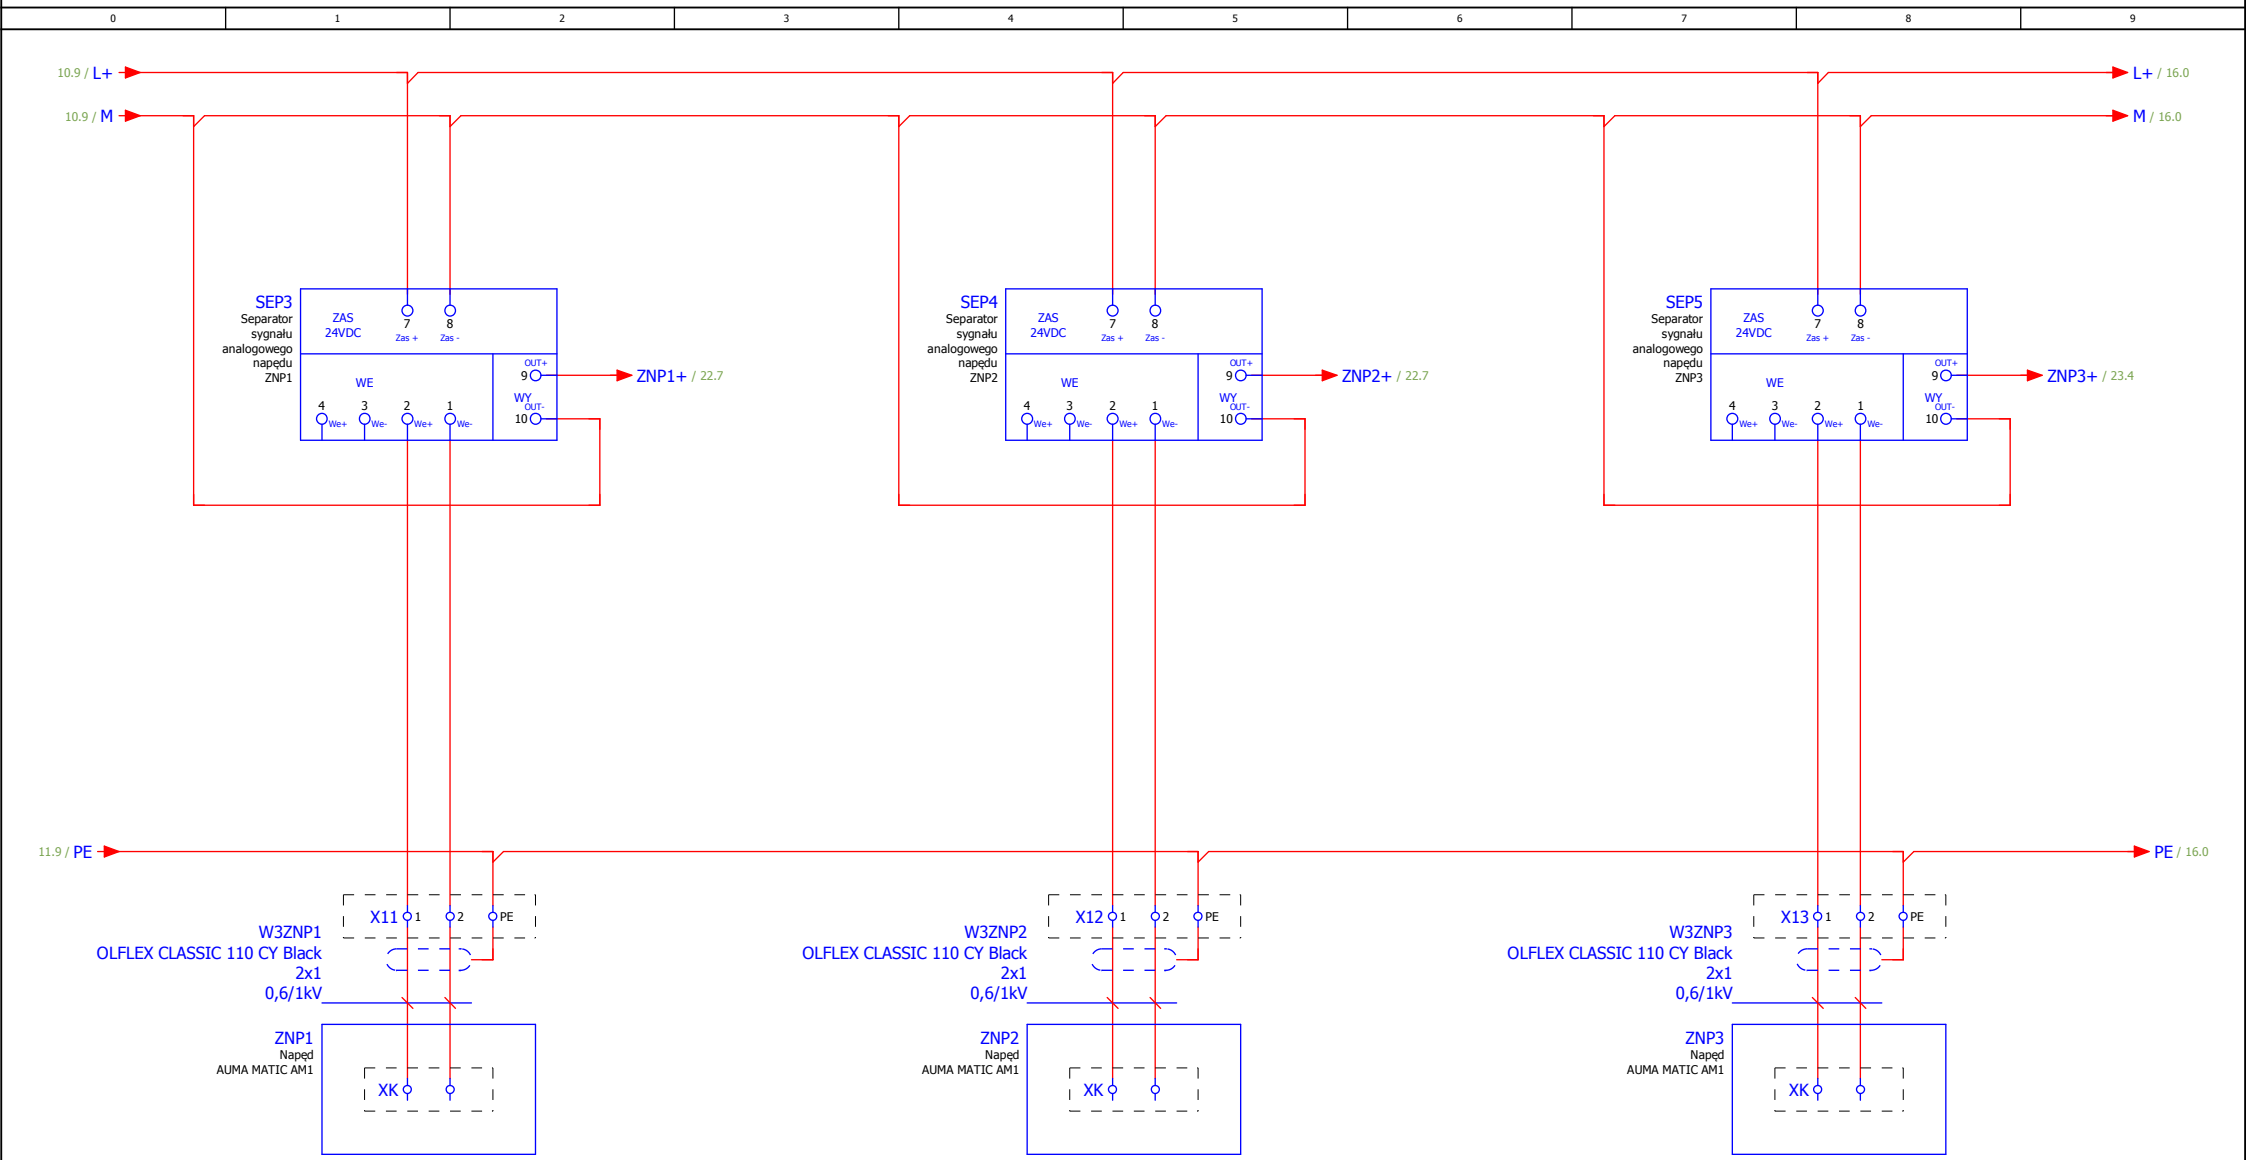 0 1 2 3 4 5 6 7 8 9
10.9 / L+
L+ / 16.0
10.9 / M
M / 16.0
SEP3
Separator
sygnału
analogowego
napędu
ZNP1
ZAS
24VDC
7
8
Zas +
Zas -
WE
4
3
2
1
We+
We-
We+
We-
OUT+
9
WY
OUT-
10
ZNP1+ / 22.7
SEP4
Separator
sygnału
analogowego
napędu
ZNP2
ZAS
24VDC
7
8
Zas +
Zas -
WE
4
3
2
1
We+
We-
We+
We-
OUT+
9
WY
OUT-
10
ZNP2+ / 22.7
SEP5
Separator
sygnału
analogowego
napędu
ZNP3
ZAS
24VDC
7
8
Zas +
Zas -
WE
4
3
2
1
We+
We-
We+
We-
OUT+
9
WY
OUT-
10
ZNP3+ / 23.4
11.9 / PE
PE / 16.0
X11 1 2 PE
W3ZNP1
OLFLEX CLASSIC 110 CY Black
2x1
0,6/1kV
ZNP1
Napęd
AUMA MATIC AM1
XK
X12 1 2 PE
W3ZNP2
OLFLEX CLASSIC 110 CY Black
2x1
0,6/1kV
ZNP2
Napęd
AUMA MATIC AM1
XK
X13 1 2 PE
W3ZNP3
OLFLEX CLASSIC 110 CY Black
2x1
0,6/1kV
ZNP3
Napęd
AUMA MATIC AM1
XK